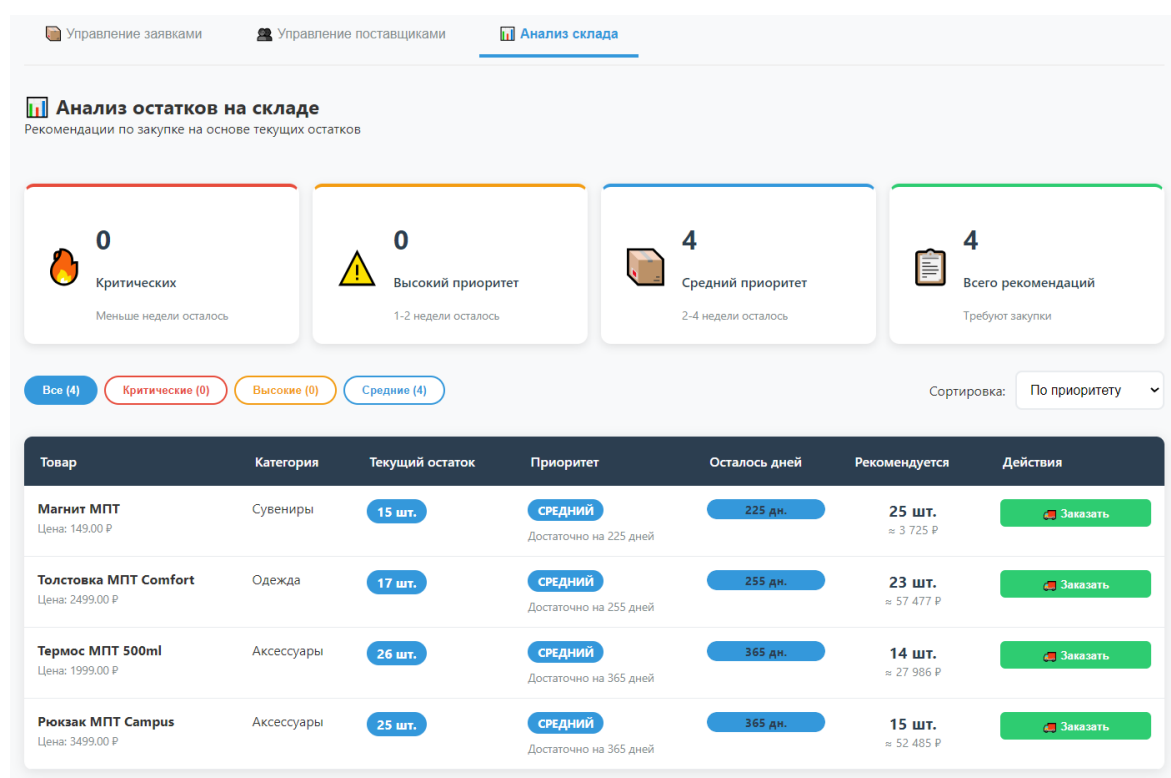 Управление заявками
Управление поставщиками
Анализ склада
Анализ остатков на складе
Рекомендации по закупке на основе текущих остатков
0
Критических
Меньше недели осталось
0
Высокий приоритет
1-2 недели осталось
4
Средний приоритет
2-4 недели осталось
4
Всего рекомендаций
Требуют закупки
Все (4) Критические (0) Высокие (0) Средние (4) Сортировка: По приоритету
Товар Категория Текущий остаток Приоритет Осталось дней Рекомендуется Действия
Магнит МПТ Сувениры 15 шт. СРЕДНИЙ 225 дн. 25 шт. Заказать
Цена: 149.00 ₽ Достаточно на 225 дней ≈ 3 725 ₽
Толстовка МПТ Comfort Одежда 17 шт. СРЕДНИЙ 255 дн. 23 шт. Заказать
Цена: 2499.00 ₽ Достаточно на 255 дней ≈ 57 477 ₽
Термос МПТ 500ml Аксессуары 26 шт. СРЕДНИЙ 365 дн. 14 шт. Заказать
Цена: 1999.00 ₽ Достаточно на 365 дней ≈ 27 986 ₽
Рюкзак МПТ Campus Аксессуары 25 шт. СРЕДНИЙ 365 дн. 15 шт. Заказать
Цена: 3499.00 ₽ Достаточно на 365 дней ≈ 52 485 ₽